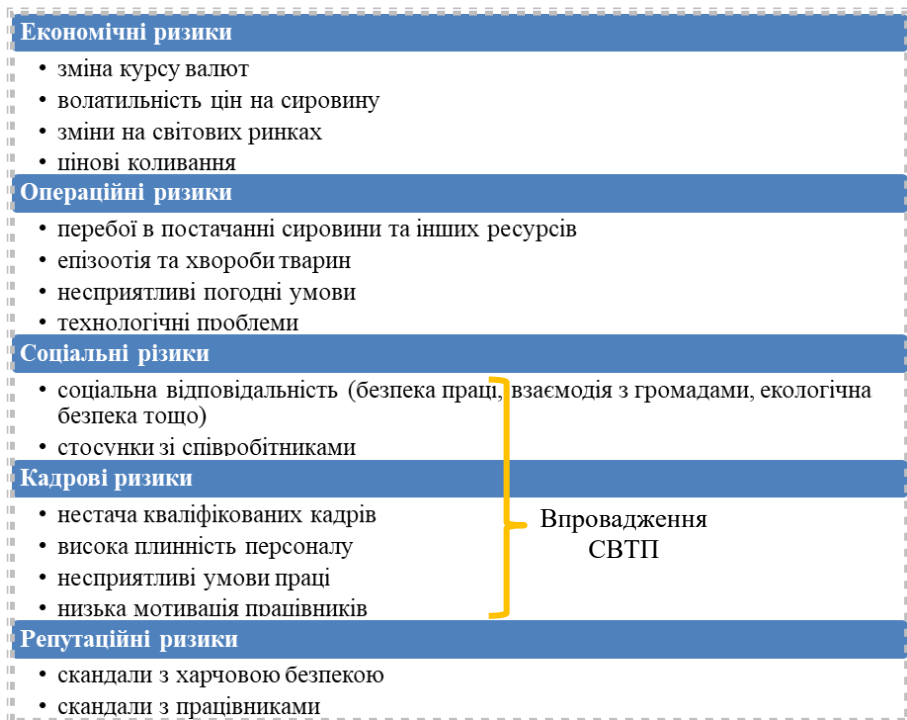 Економічні ризики
• зміна курсу валют
• волатильність цін на сировину
• зміни на світових ринках
• цінові коливання
Операційні ризики
• перебої в постачанні сировини та інших ресурсів
• епізоотія та хвороби тварин
• несприятливі погодні умови
• технологічні проблеми
Соціальні різики
• соціальна відповідальність (безпека праці, взаємодія з громадами, екологічна
безпека тощо)
• стосунки зі співробітниками
Кадрові ризики
• нестача кваліфікованих кадрів
• висока плинність персоналу
• несприятливі умови праці
• низька мотивація працівників
Впровадження
СВТП
Репутаційні ризики
• скандали з харчовою безпекою
• скандали з працівниками